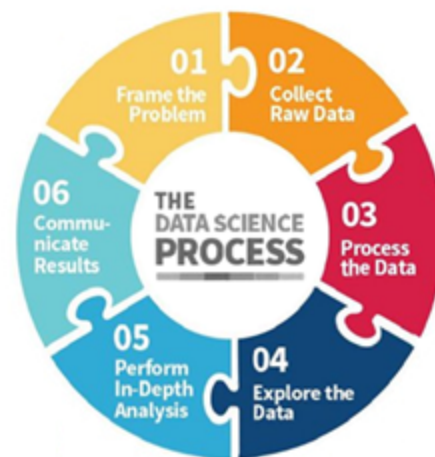 01
Frame the
Problem
02
Collect
Raw Data
03
Process
the Data
04
Explore the
Data
05
Perform
In-Depth
Analysis
06
Commu-
nicate
Results
THE
DATA SCIENCE
PROCESS